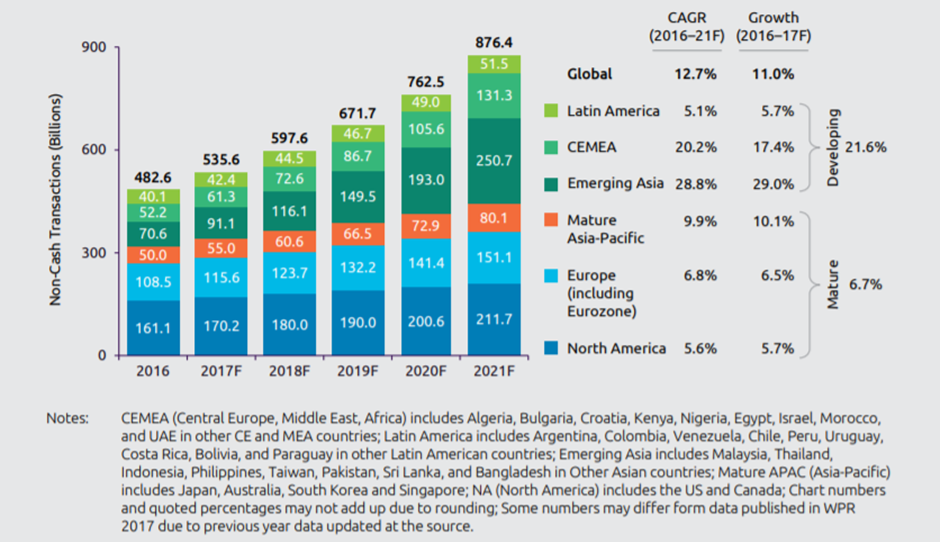 CAGR
(2016–21F)
Growth
(2016–17F)
Global 12.7% 11.0%
Latin America 5.1% 5.7%
CEMEA 20.2% 17.4%
Emerging Asia 28.8% 29.0%
Developing 21.6%
Mature
Asia-Pacific 9.9% 10.1%
Europe
(including
Eurozone) 6.8% 6.5%
North America 5.6% 5.7%
Mature 6.7%
Non-Cash Transactions (Billions)
900
600
300
0
482.6
40.1
52.2
70.6
50.0
108.5
161.1
2016
535.6
42.4
61.3
91.1
55.0
115.6
170.2
2017F
597.6
44.5
72.6
116.1
60.6
123.7
180.0
2018F
671.7
46.7
86.7
149.5
66.5
132.2
190.0
2019F
762.5
49.0
105.6
193.0
72.9
141.4
200.6
2020F
876.4
51.5
131.3
250.7
80.1
151.1
211.7
2021F
Notes: CEMEA (Central Europe, Middle East, Africa) includes Algeria, Bulgaria, Croatia, Kenya, Nigeria, Egypt, Israel, Morocco,
and UAE in other CE and MEA countries; Latin America includes Argentina, Colombia, Venezuela, Chile, Peru, Uruguay,
Costa Rica, Bolivia, and Paraguay in other Latin American countries; Emerging Asia includes Malaysia, Thailand,
Indonesia, Philippines, Taiwan, Pakistan, Sri Lanka, and Bangladesh in Other Asian countries; Mature APAC (Asia-Pacific)
includes Japan, Australia, South Korea and Singapore; NA (North America) includes the US and Canada; Chart numbers
and quoted percentages may not add up due to rounding; Some numbers may differ form data published in WPR
2017 due to previous year data updated at the source.